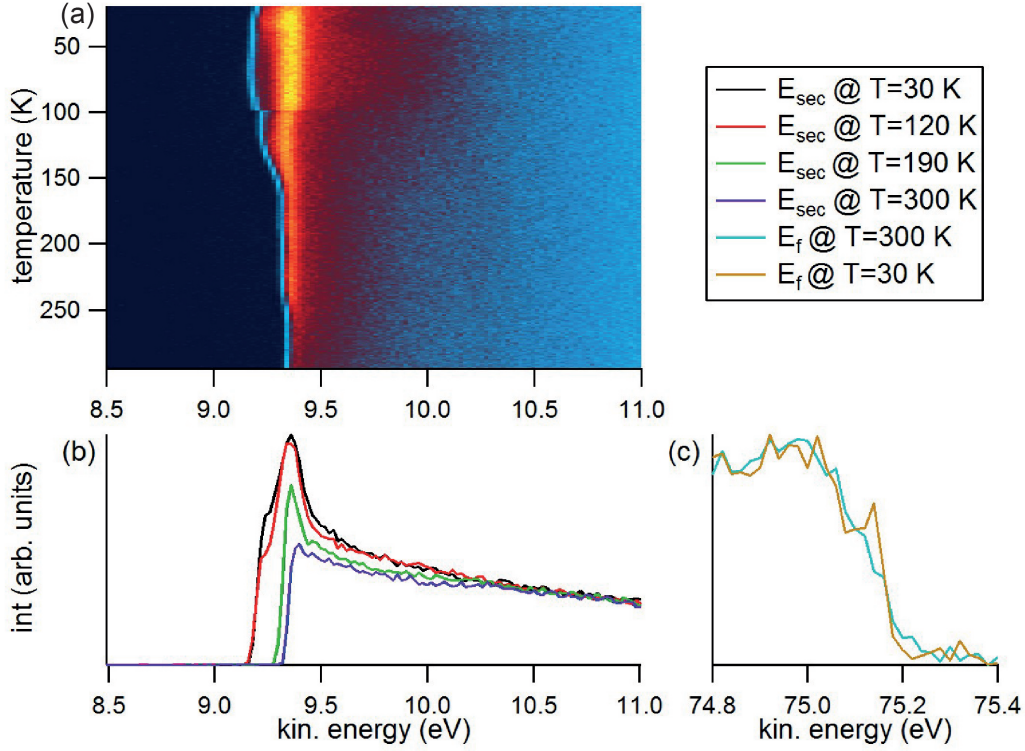 (a)
50
100
150
200
250
temperature (K)
8.5 9.0 9.5 10.0 10.5 11.0
E_sec @ T=30 K
E_sec @ T=120 K
E_sec @ T=190 K
E_sec @ T=300 K
E_f @ T=300 K
E_f @ T=30 K
(b)
int (arb. units)
8.5 9.0 9.5 10.0 10.5 11.0
kin. energy (eV)
(c)
74.8 75.0 75.2 75.4
kin. energy (eV)